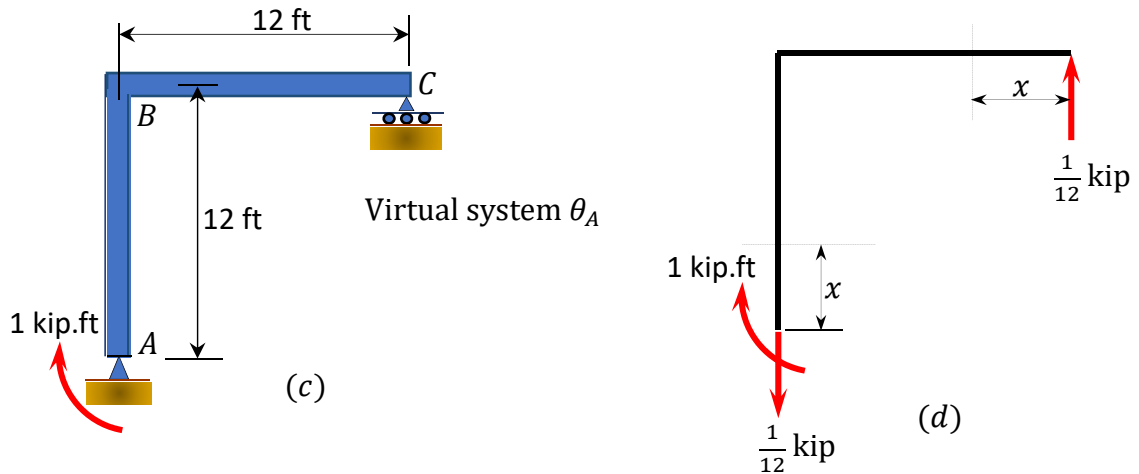 12 ft
C
B
12 ft
Virtual system θ_A
1 kip.ft
A
(c)
x
1/12 kip
1 kip.ft
x
1/12 kip
(d)